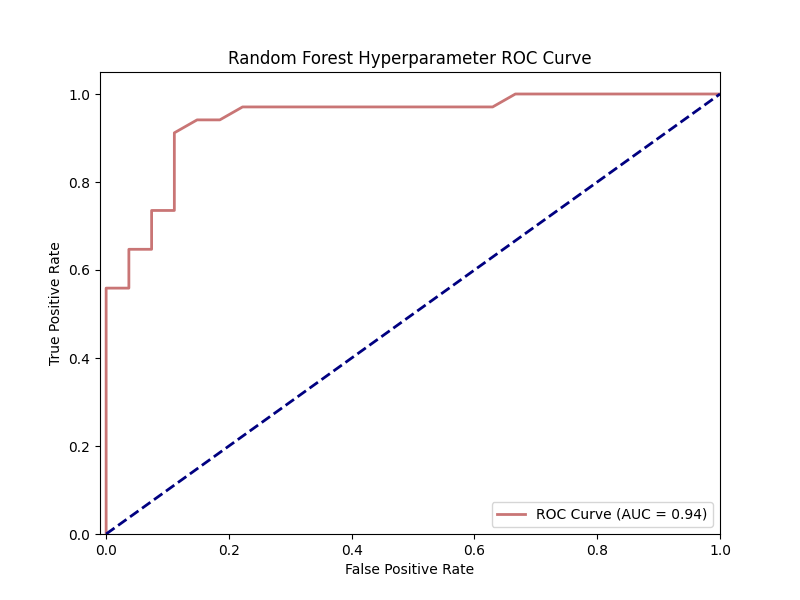 Random Forest Hyperparameter ROC Curve
True Positive Rate
1.0
0.8
0.6
0.4
0.2
0.0
ROC Curve (AUC = 0.94)
0.0 0.2 0.4 0.6 0.8 1.0
False Positive Rate